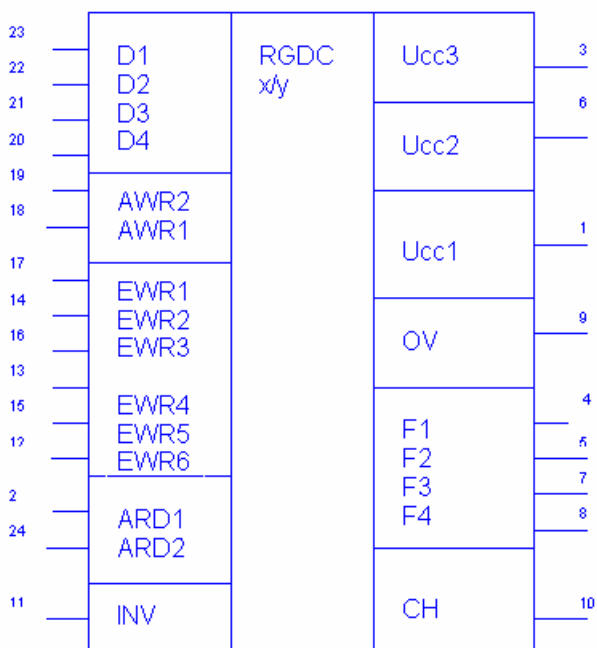 23
22
21
20
19
18
17
14
16
13
15
12
2
24
11
D1
D2
D3
D4
AWR2
AWR1
EWR1
EWR2
EWR3
EWR4
EWR5
EWR6
ARD1
ARD2
INV
RGDC
x/y
Ucc3
Ucc2
Ucc1
OV
F1
F2
F3
F4
CH
3
6
1
9
4
5
7
8
10